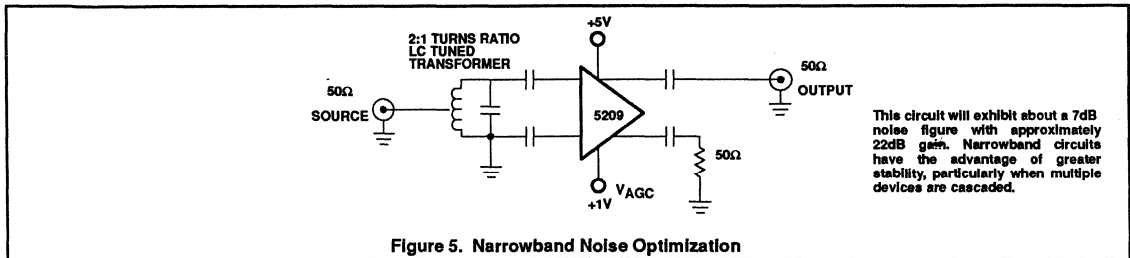 +5V
2:1 TURNS RATIO
LC TUNED
TRANSFORMER
50Ω
SOURCE
5209
50Ω
OUTPUT
50Ω
VAGC
+1V
This circuit will exhibit about a 7dB
noise figure with approximately
22dB gain. Narrowband circuits
have the advantage of greater
stability, particularly when multiple
devices are cascaded.
Figure 5. Narrowband Noise Optimization